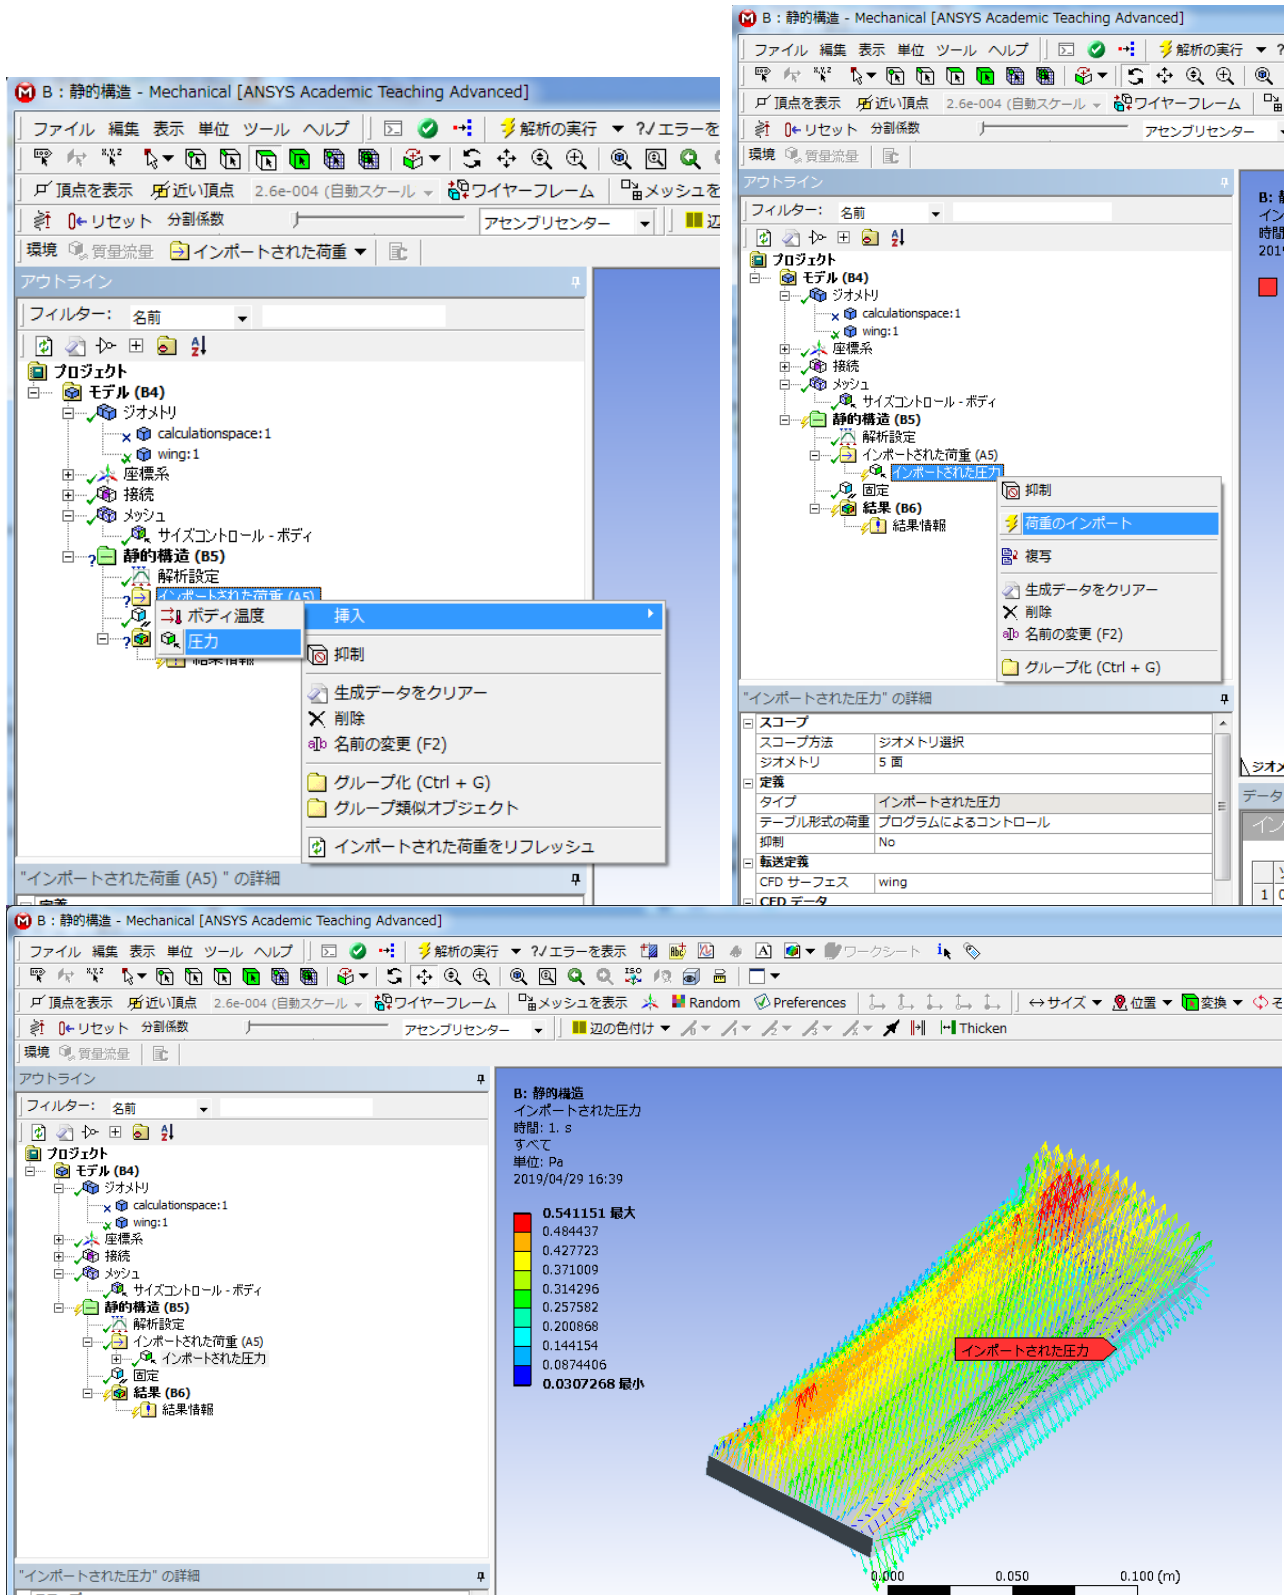 B : 静的構造 - Mechanical [ANSYS Academic Teaching Advanced]
ファイル 編集 表示 単位 ツール ヘルプ 解析の実行 ?✓エラーを
頂点を表示 近い頂点 2.6e-004 (自動スケール ワイヤーフレーム メッシュを
リセット 分割係数 アセンブリセンター 辺
環境 質量流量 インポートされた荷重
アウトライン
フィルター: 名前
プロジェクト
モデル (B4)
ジオメトリ
calculationspace:1
wing:1
座標系
接続
メッシュ
サイズコントロール - ボディ
静的構造 (B5)
解析設定
インポートされた荷重 (A5)
ボディ温度
圧力
結果情報
挿入
抑制
生成データをクリアー
削除
名前の変更 (F2)
グループ化 (Ctrl + G)
グループ類似オブジェクト
インポートされた荷重をリフレッシュ
"インポートされた荷重 (A5) " の詳細
定義
B : 静的構造 - Mechanical [ANSYS Academic Teaching Advanced]
ファイル 編集 表示 単位 ツール ヘルプ 解析の実行 ?
頂点を表示 近い頂点 2.6e-004 (自動スケール ワイヤーフレーム
リセット 分割係数 アセンブリセンター
環境 質量流量
アウトライン
フィルター: 名前
プロジェクト
モデル (B4)
ジオメトリ
calculationspace:1
wing:1
座標系
接続
メッシュ
サイズコントロール - ボディ
静的構造 (B5)
解析設定
インポートされた荷重 (A5)
インポートされた圧力
固定
結果 (B6)
結果情報
抑制
荷重のインポート
複写
生成データをクリアー
削除
名前の変更 (F2)
グループ化 (Ctrl + G)
"インポートされた圧力" の詳細
スコープ
スコープ方法 ジオメトリ選択
ジオメトリ 5 面
定義
タイプ インポートされた圧力
テーブル形式の荷重 プログラムによるコントロール
抑制 No
転送定義
CFD サーフェス wing
CFD データ
B:
イン
時間
201
ジオメ
データ
イン
1 0
B : 静的構造 - Mechanical [ANSYS Academic Teaching Advanced]
ファイル 編集 表示 単位 ツール ヘルプ 解析の実行 ?✓エラーを表示 ワークシート
頂点を表示 近い頂点 2.6e-004 (自動スケール ワイヤーフレーム メッシュを表示 Random Preferences サイズ 位置 変換 そ
リセット 分割係数 アセンブリセンター 辺の色付け Thicken
環境 質量流量
アウトライン
フィルター: 名前
プロジェクト
モデル (B4)
ジオメトリ
calculationspace:1
wing:1
座標系
接続
メッシュ
サイズコントロール - ボディ
静的構造 (B5)
解析設定
インポートされた荷重 (A5)
インポートされた圧力
固定
結果 (B6)
結果情報
"インポートされた圧力" の詳細
B: 静的構造
インポートされた圧力
時間: 1. s
すべて
単位: Pa
2019/04/29 16:39
0.541151 最大
0.484437
0.427723
0.371009
0.314296
0.257582
0.200868
0.144154
0.0874406
0.0307268 最小
インポートされた圧力
0.000 0.050 0.100 (m)